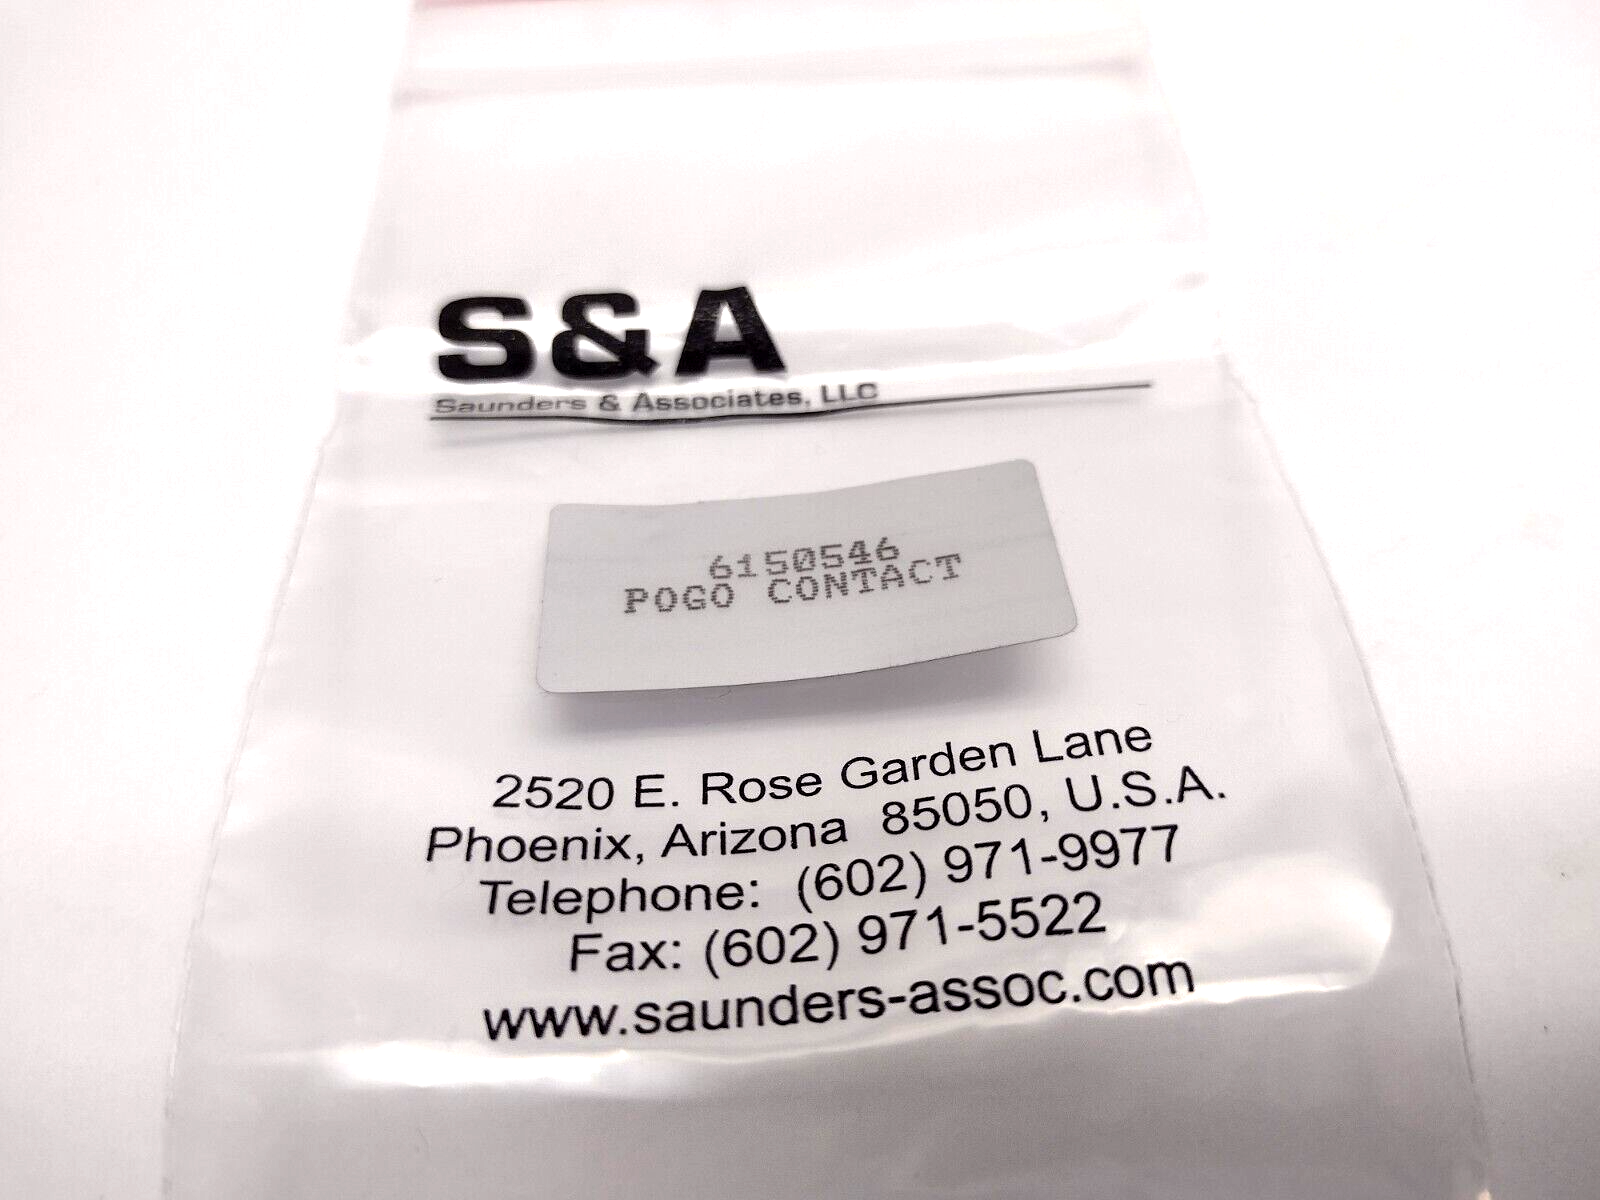 S&A
Saunders & Associates, LLC
6150546
POGO CONTACT
2520 E. Rose Garden Lane
Phoenix, Arizona 85050, U.S.A.
Telephone: (602) 971-9977
Fax: (602) 971-5522
www.saunders-assoc.com